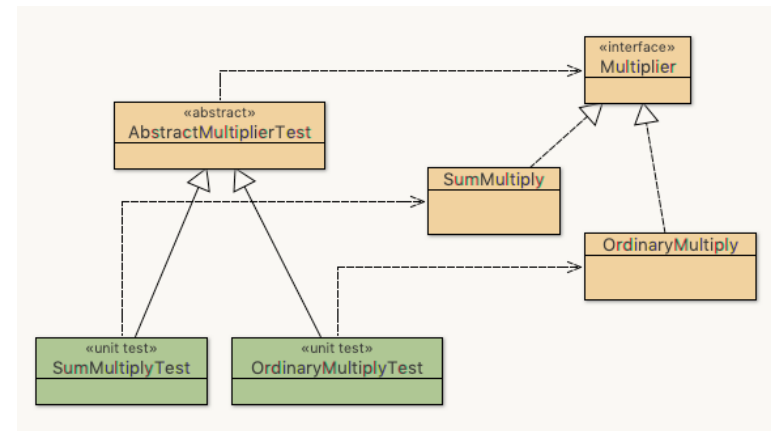 «interface»
Multiplier
«abstract»
AbstractMultiplierTest
SumMultiply
OrdinaryMultiply
«unit test»
SumMultiplyTest
«unit test»
OrdinaryMultiplyTest